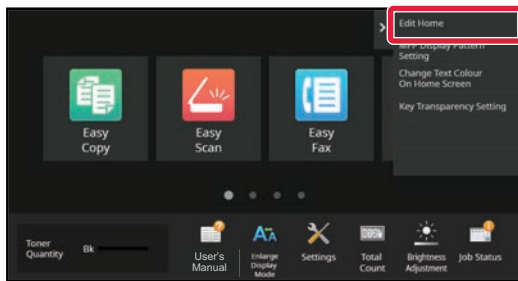 Edit Home
MFP Display Pattern
Setting
Change Text Colour
On Home Screen
Key Transparency Setting
Easy
Copy
Easy
Scan
Easy
Fax
Toner
Quantity
Bk
User's
Manual
Enlarge
Display
Mode
Settings
Total
Count
Brightness
Adjustment
Job Status